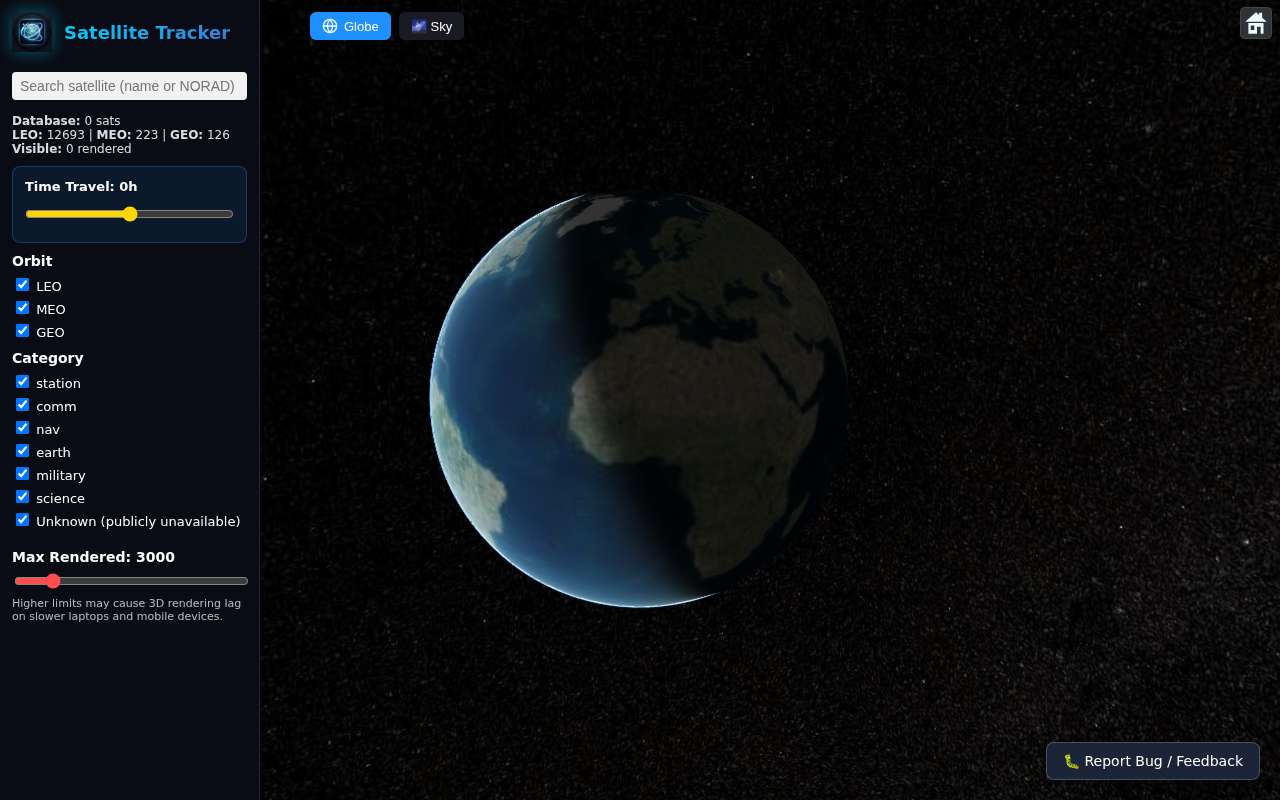 Satellite Tracker
Globe
Sky
Search satellite (name or NORAD)
Database: 0 sats
LEO: 12693 | MEO: 223 | GEO: 126
Visible: 0 rendered
Time Travel: 0h
Orbit
LEO
MEO
GEO
Category
station
comm
nav
earth
military
science
Unknown (publicly unavailable)
Max Rendered: 3000
Higher limits may cause 3D rendering lag
on slower laptops and mobile devices.
Report Bug / Feedback